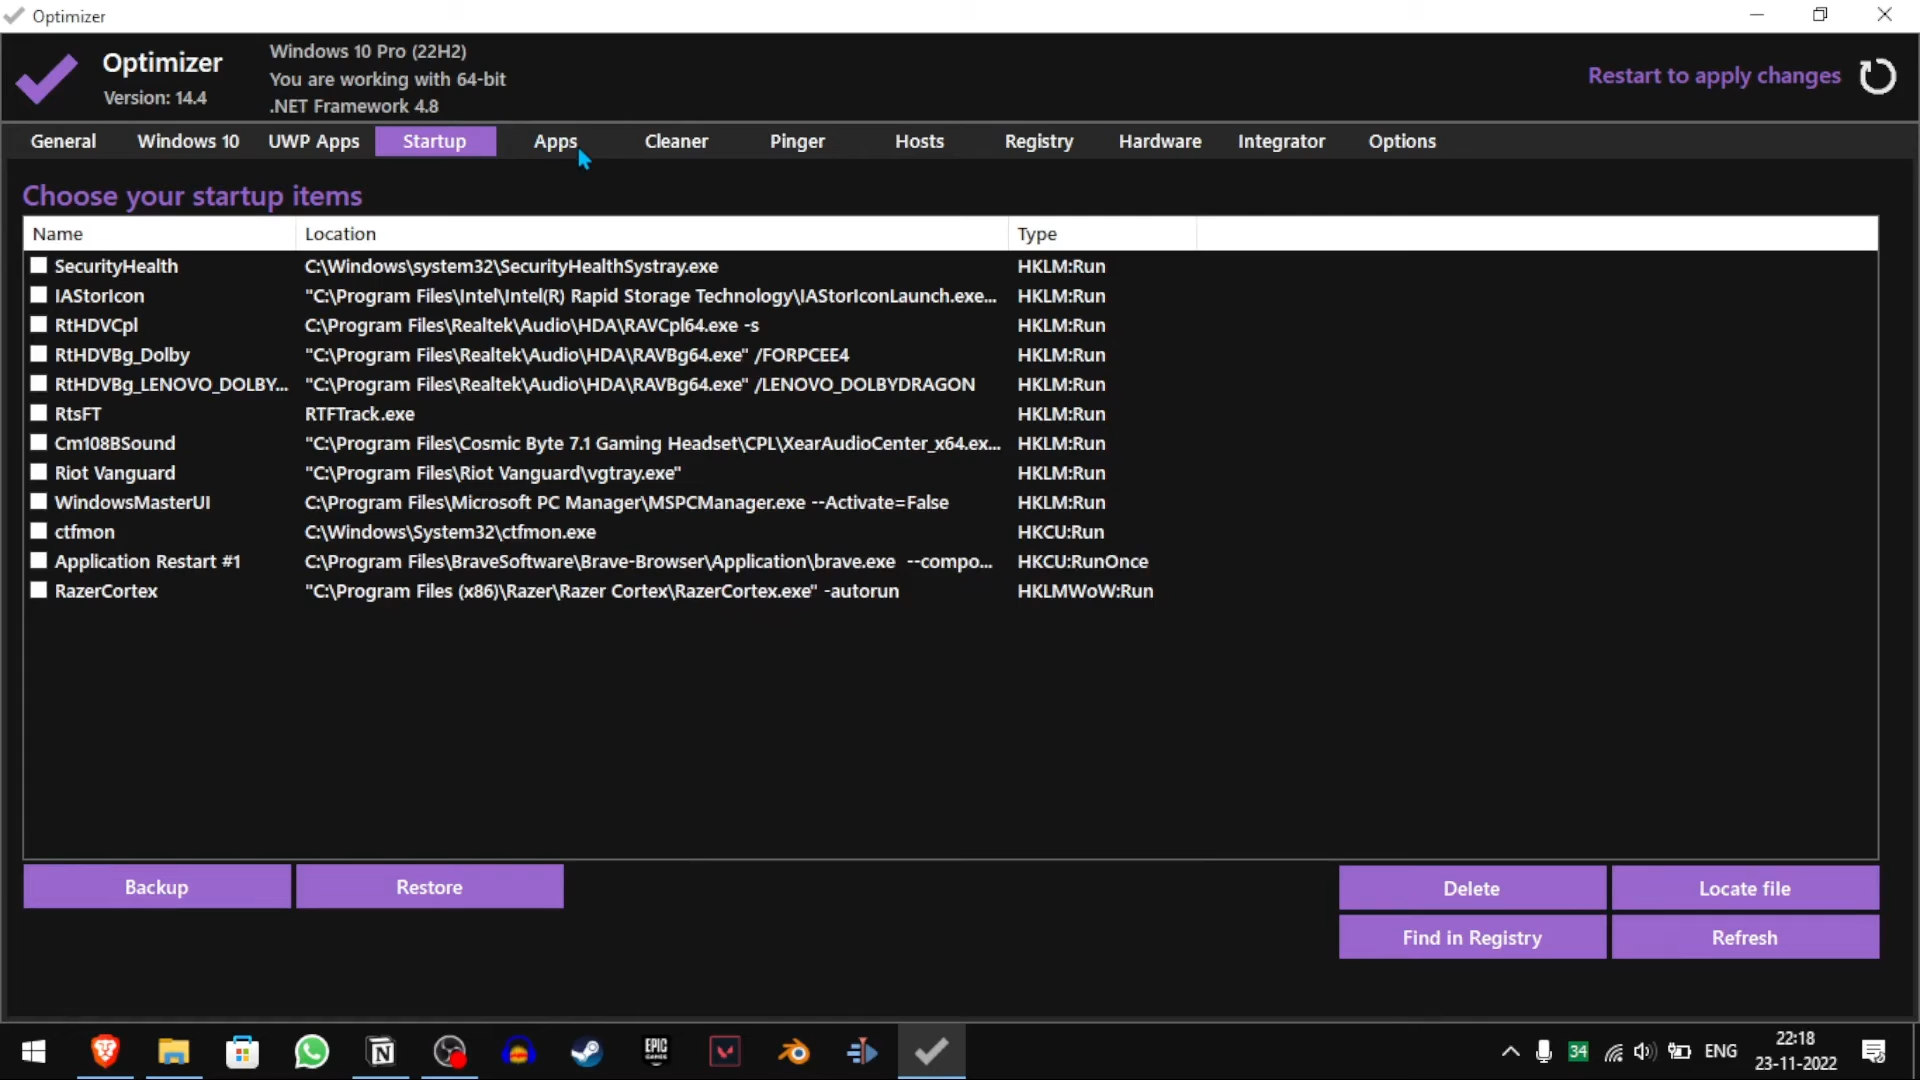 Optimizer
Optimizer
Version: 14.4
Windows 10 Pro (22H2)
You are working with 64-bit
.NET Framework 4.8
Restart to apply changes
General Windows 10 UWP Apps Startup Apps Cleaner Pinger Hosts Registry Hardware Integrator Options
Choose your startup items
Name Location Type
SecurityHealth C:\Windows\system32\SecurityHealthSystray.exe HKLM:Run
IAStorIcon "C:\Program Files\Intel\Intel(R) Rapid Storage Technology\IAStorIconLaunch.exe... HKLM:Run
RtHDVCpl C:\Program Files\Realtek\Audio\HDA\RAVCpl64.exe -s HKLM:Run
RtHDVBg_Dolby "C:\Program Files\Realtek\Audio\HDA\RAVBg64.exe" /FORPCEE4 HKLM:Run
RtHDVBg_LENOVO_DOLBY... "C:\Program Files\Realtek\Audio\HDA\RAVBg64.exe" /LENOVO_DOLBYDRAGON HKLM:Run
RtsFT RTFTrack.exe HKLM:Run
Cm108BSound "C:\Program Files\Cosmic Byte 7.1 Gaming Headset\CPL\XearAudioCenter_x64.ex... HKLM:Run
Riot Vanguard "C:\Program Files\Riot Vanguard\vgtray.exe" HKLM:Run
WindowsMasterUI C:\Program Files\Microsoft PC Manager\MSPCManager.exe --Activate=False HKLM:Run
ctfmon C:\Windows\System32\ctfmon.exe HKCU:Run
Application Restart #1 C:\Program Files\BraveSoftware\Brave-Browser\Application\brave.exe --compo... HKCU:RunOnce
RazerCortex "C:\Program Files (x86)\Razer\Razer Cortex\RazerCortex.exe" -autorun HKLMWoW:Run
Backup Restore Delete Locate file
Find in Registry Refresh
EPIC GAMES
34 ENG
22:18
23-11-2022